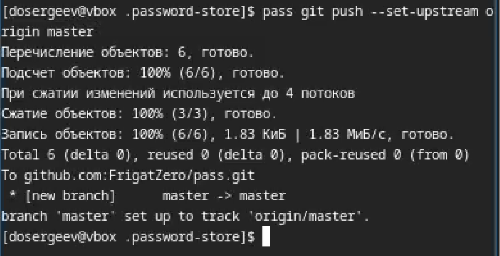 [dosergeev@vbox .password-store]$ pass git push --set-upstream o
rigin master
Перечисление объектов: 6, готово.
Подсчет объектов: 100% (6/6), готово.
При сжатии изменений используется до 4 потоков
Сжатие объектов: 100% (3/3), готово.
Запись объектов: 100% (6/6), 1.83 КиБ | 1.83 МиБ/с, готово.
Total 6 (delta 0), reused 0 (delta 0), pack-reused 0 (from 0)
To github.com:FrigatZero/pass.git
 * [new branch]      master -> master
branch 'master' set up to track 'origin/master'.
[dosergeev@vbox .password-store]$